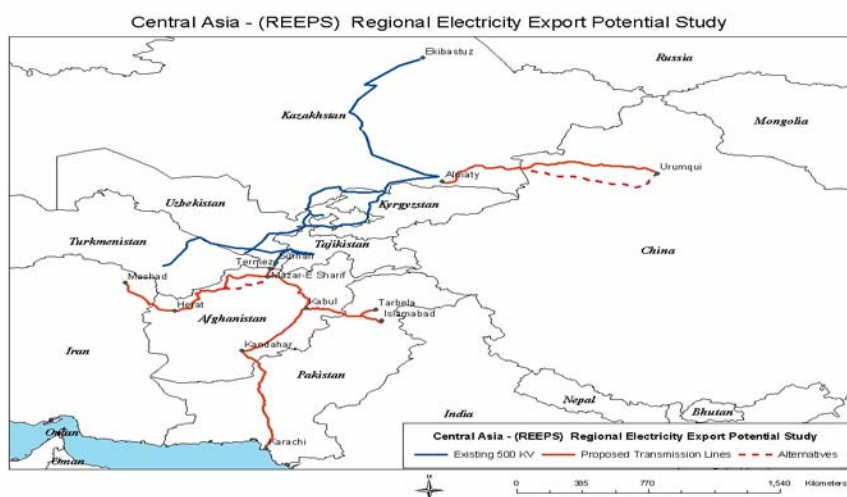 Central Asia - (REEPS) Regional Electricity Export Potential Study
Ekibastuz
Russia
Kazakhstan
Mongolia
Almaty
Urumqui
Uzbekistan
Kyrgyzstan
Turkmenistan
Tajikistan
China
Termeze
Mashad
Mazar-E Sharif
Herat
Kabul
Tarbela
Islamabad
Afghanistan
Iran
Kandahar
Pakistan
Nepal
Bhutan
India
Oman
Karachi
Oman
Central Asia - (REEPS) Regional Electricity Export Potential Study
Existing 500 KV Proposed Transmission Lines Alternatives
0 385 770 1,540 Kilometers